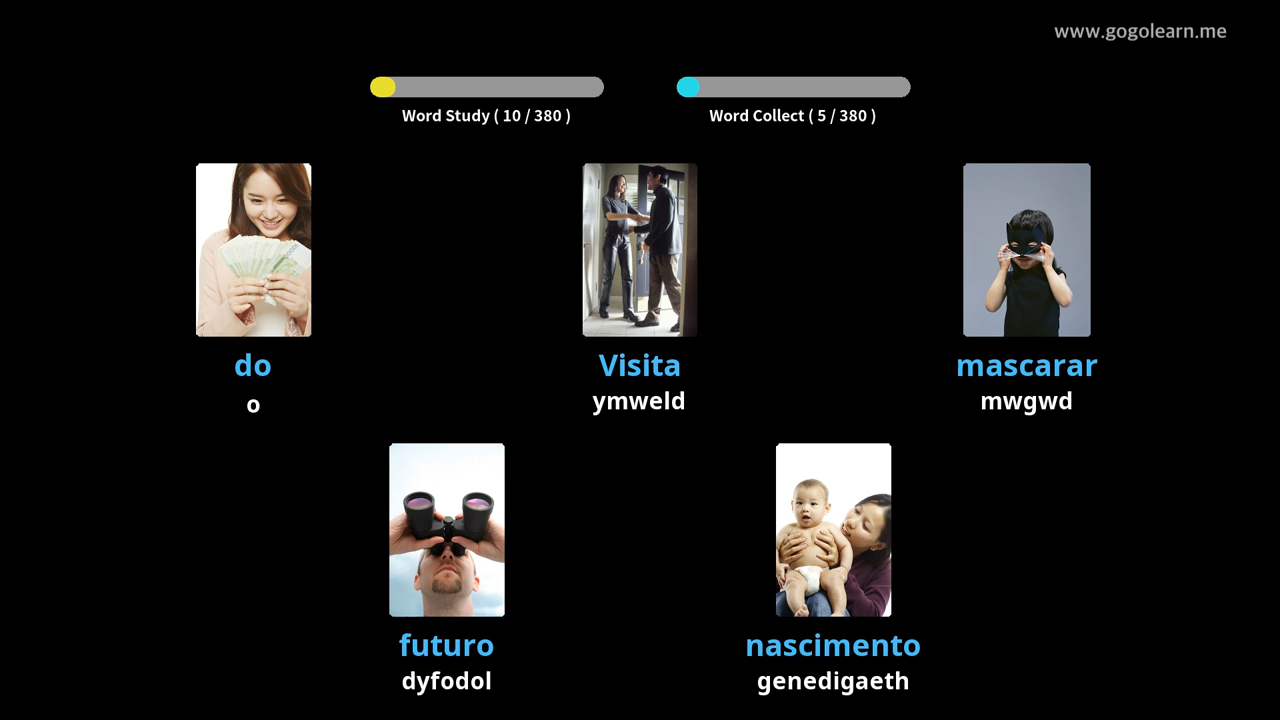 www.gogolearn.me
Word Study ( 10 / 380 )
Word Collect ( 5 / 380 )
do
o
Visita
ymweld
mascarar
mwgwd
futuro
dyfodol
nascimento
genedigaeth